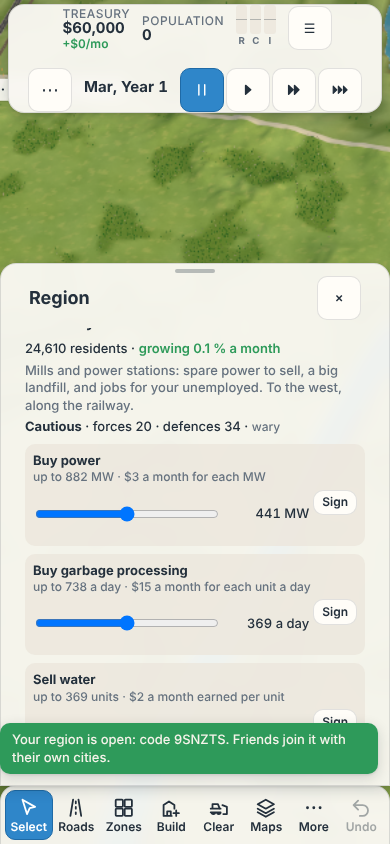 TREASURY
$60,000
+$0/mo
POPULATION
0
R C I
Mar, Year 1
Region
24,610 residents · growing 0.1 % a month
Mills and power stations: spare power to sell, a big
landfill, and jobs for your unemployed. To the west,
along the railway.
Cautious · forces 20 · defences 34 · wary
Buy power
up to 882 MW · $3 a month for each MW
441 MW
Sign
Buy garbage processing
up to 738 a day · $15 a month for each unit a day
369 a day
Sign
Sell water
up to 369 units · $2 a month earned per unit
Sign
Your region is open: code 9SNZTS. Friends join it with
their own cities.
Select
Roads
Zones
Build
Clear
Maps
More
Undo